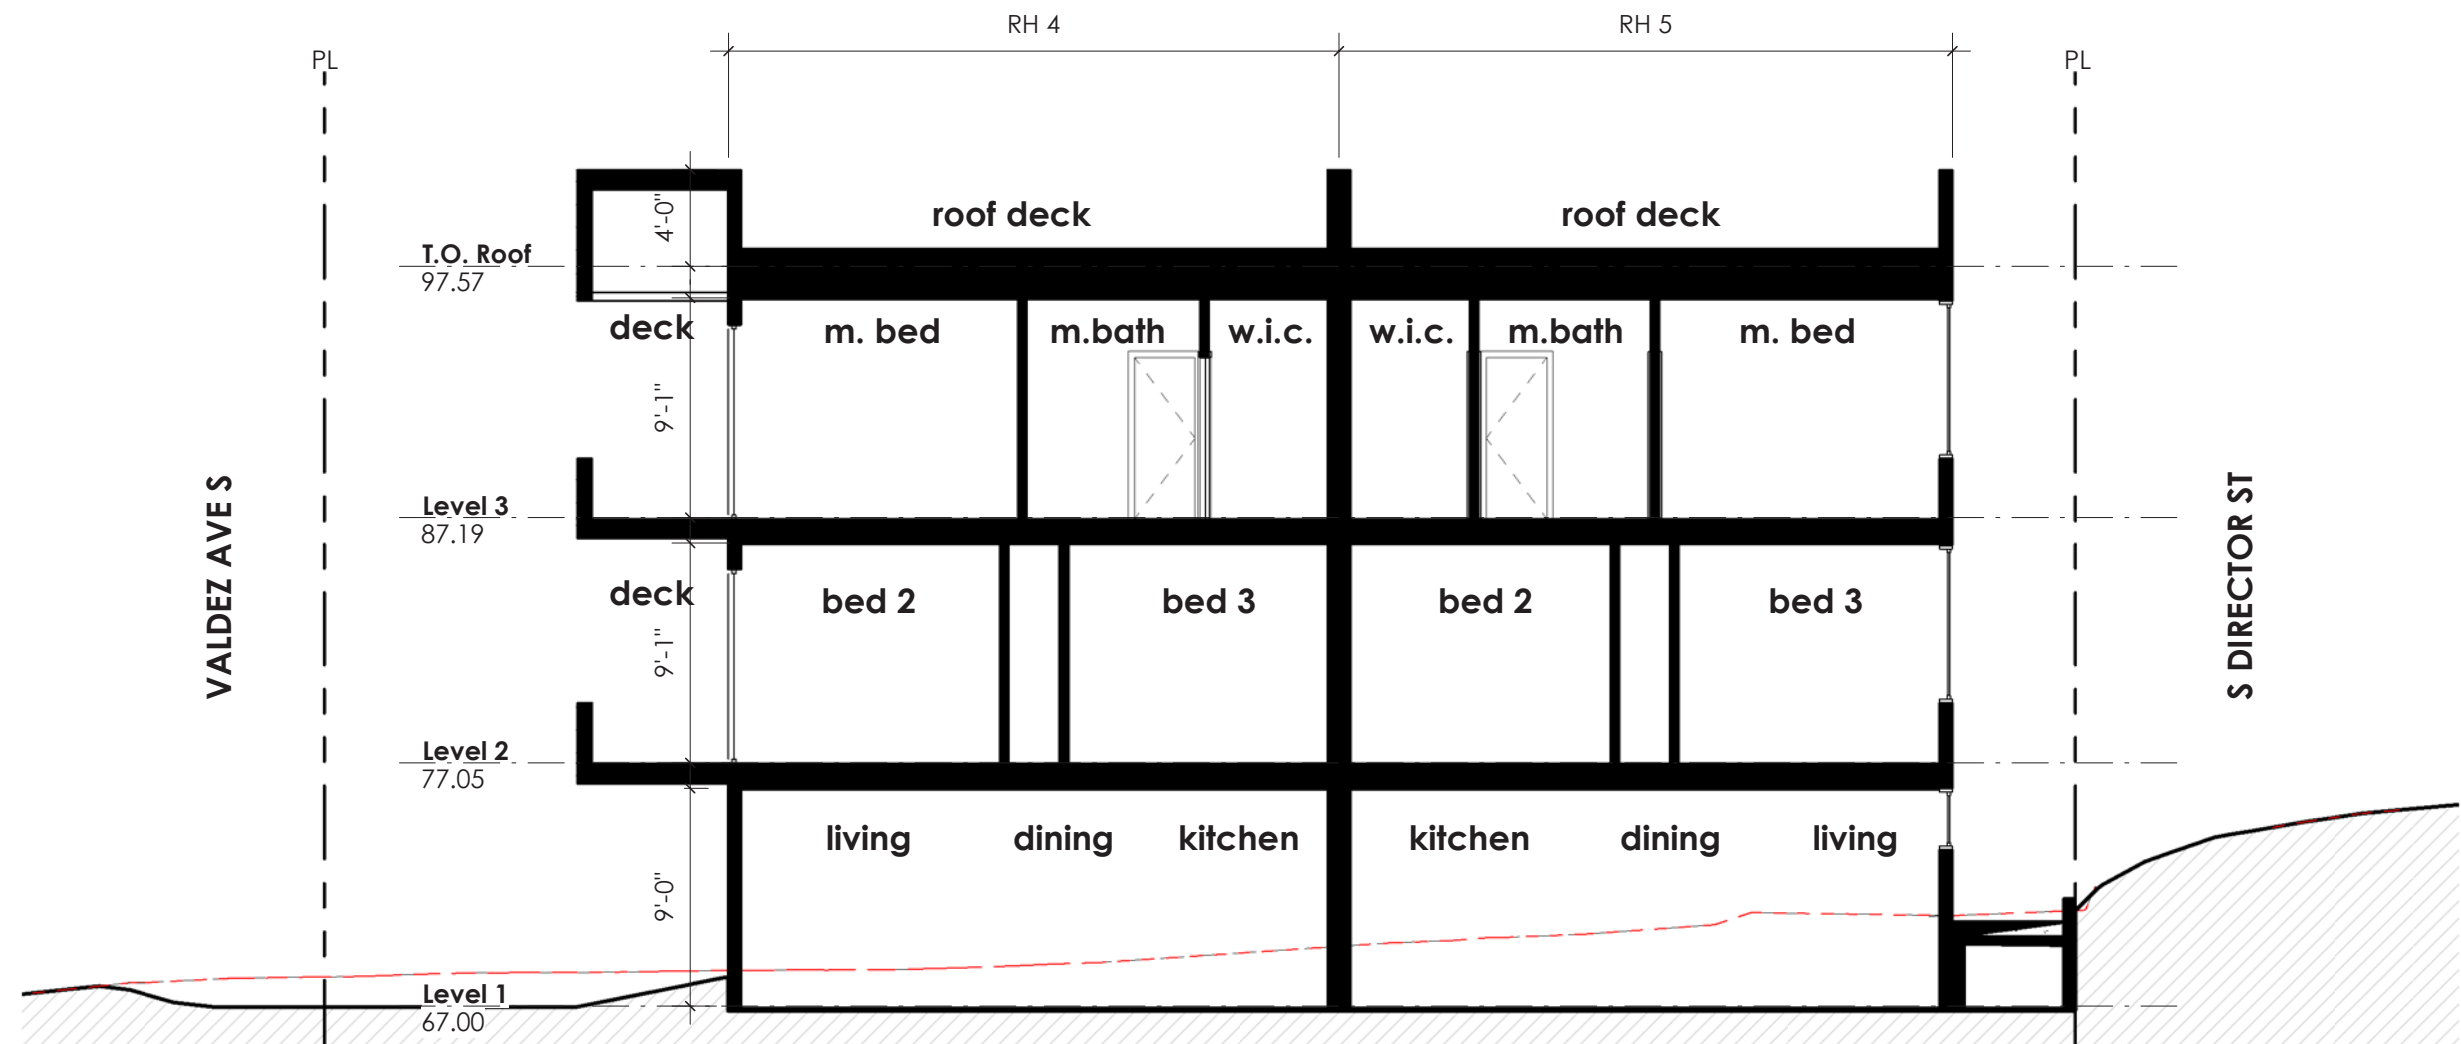 RH 4
RH 5
PL
PL
roof deck
roof deck
4'-0"
T.O. Roof
97.57
deck
m. bed
m.bath
w.i.c.
w.i.c.
m.bath
m. bed
9'-1"
VALDEZ AVE S
S DIRECTOR ST
Level 3
87.19
deck
bed 2
bed 3
bed 2
bed 3
9'-1"
Level 2
77.05
living
dining
kitchen
kitchen
dining
living
9'-0"
Level 1
67.00